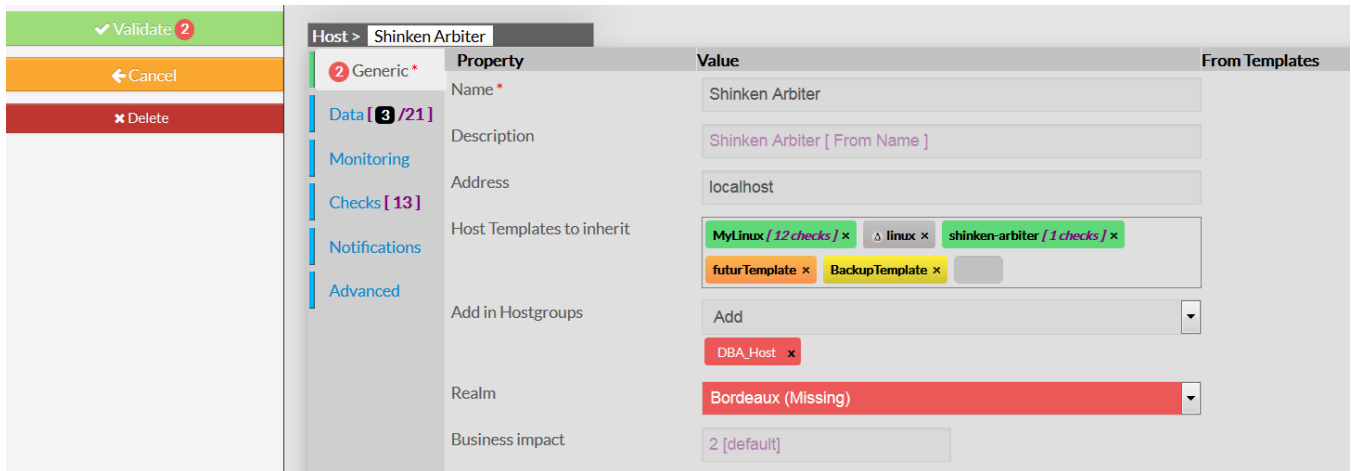 Validate 2
Cancel
Delete
Host > Shinken Arbiter
2 Generic *
Data [ 3 /21 ]
Monitoring
Checks [ 13 ]
Notifications
Advanced
Property Value From Templates
Name * Shinken Arbiter
Description Shinken Arbiter [ From Name ]
Address localhost
Host Templates to inherit MyLinux [ 12 checks ] × linux × shinken-arbiter [ 1 checks ] ×
futurTemplate × BackupTemplate ×
Add in Hostgroups Add
DBA_Host x
Realm Bordeaux (Missing)
Business impact 2 [default]